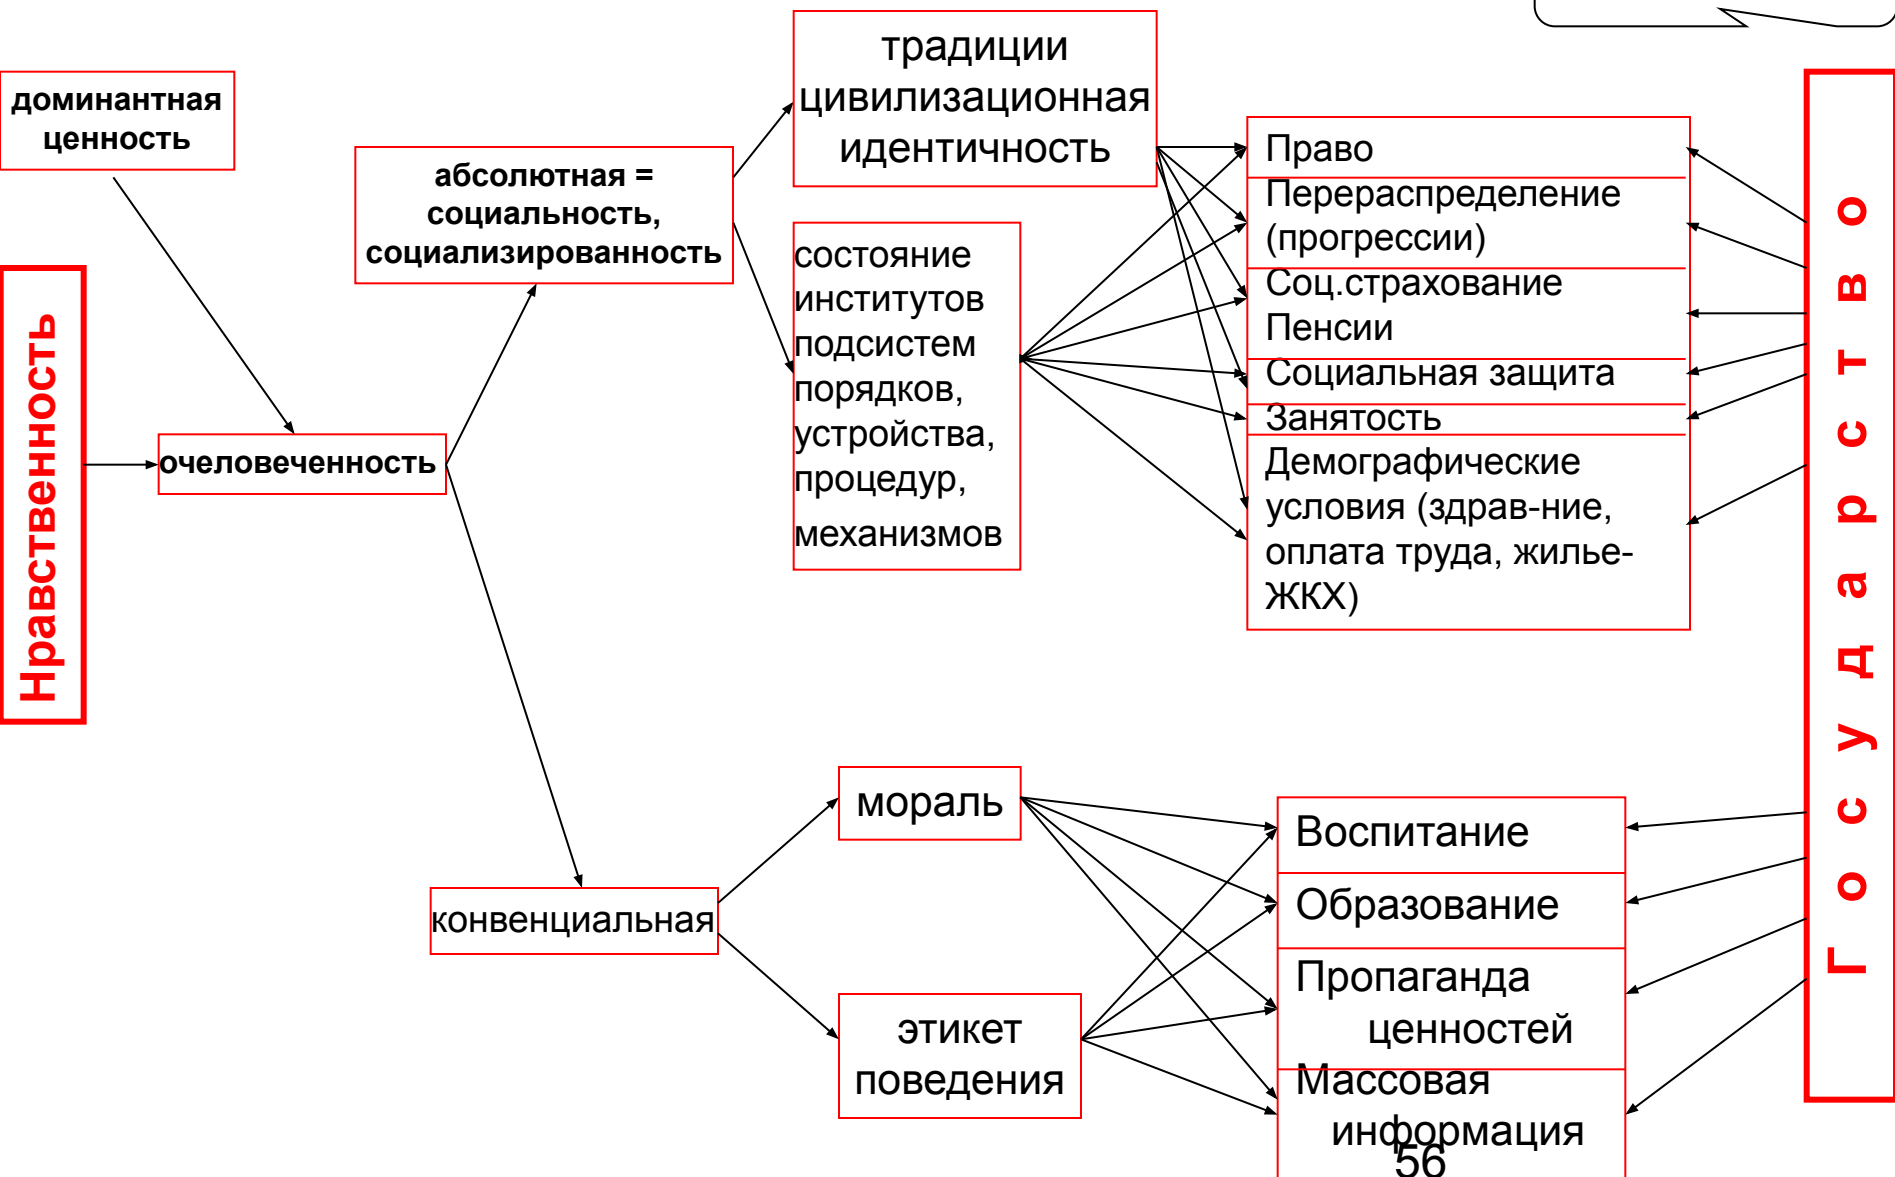 доминантная
ценность
Нравственность
очеловеченность
абсолютная =
социальность,
социализированность
конвенциальная
традиции
цивилизационная
идентичность
состояние
институтов
подсистем
порядков,
устройства,
процедур,
механизмов
мораль
этикет
поведения
Право
Перераспределение
(прогрессии)
Соц.страхование
Пенсии
Социальная защита
Занятость
Демографические
условия (здрав-ние,
оплата труда, жилье-
ЖКХ)
Воспитание
Образование
Пропаганда
ценностей
Массовая
информация
56
Государство